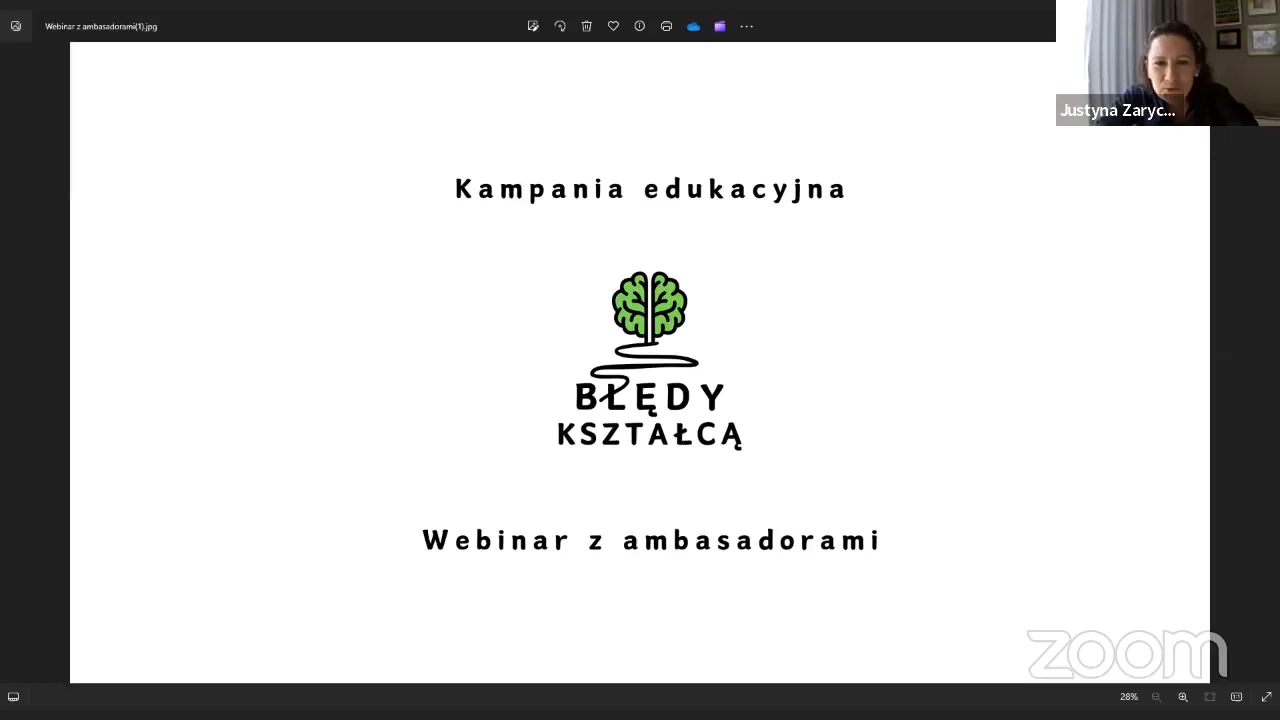 Webinar z ambasadorami(1).jpg
Justyna Zaryc...
Kampania edukacyjna
BŁĘDY
KSZTAŁCĄ
Webinar z ambasadorami
zoom
28%